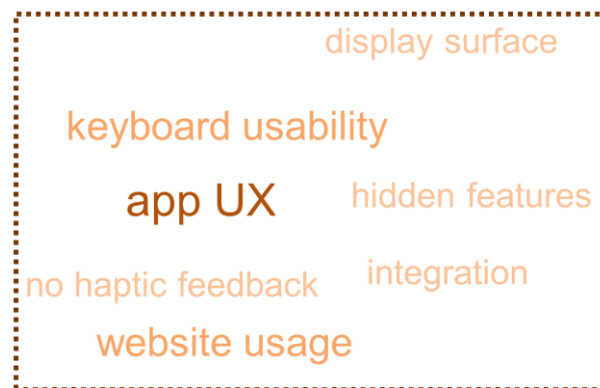 display surface
keyboard usability
app UX
hidden features
no haptic feedback
integration
website usage